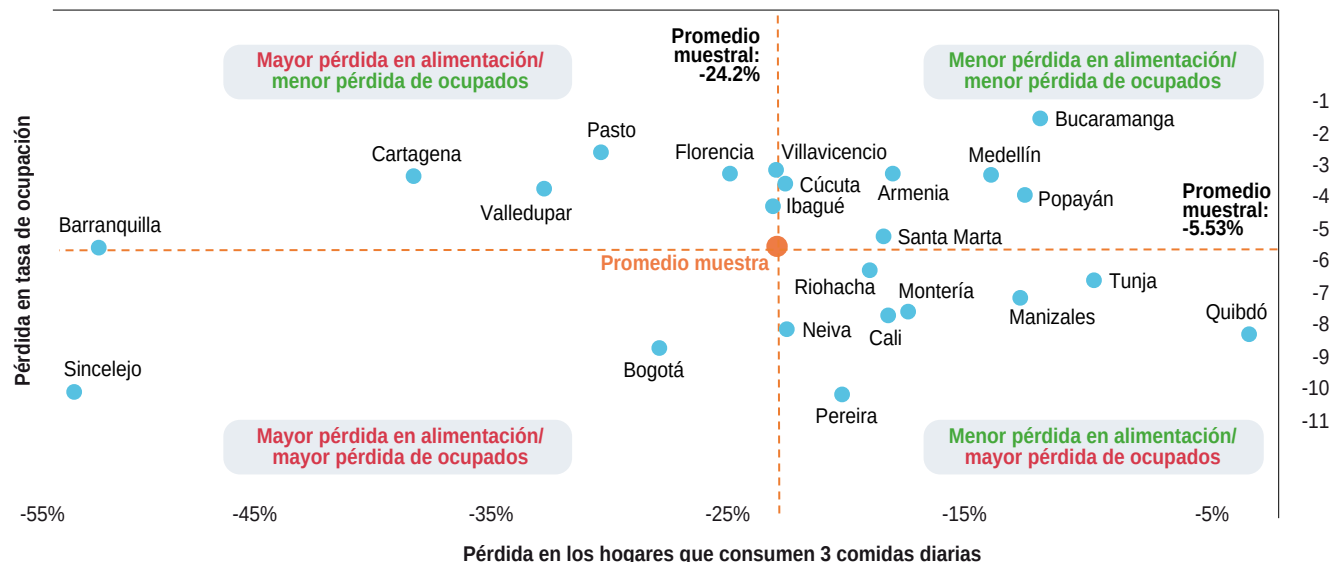 Promedio
muestral:
-24.2%
Mayor pérdida en alimentación/
menor pérdida de ocupados
Menor pérdida en alimentación/
menor pérdida de ocupados
Pérdida en tasa de ocupación
-1
-2
-3
-4
-5
-6
-7
-8
-9
-10
-11
Bucaramanga
Pasto
Cartagena
Florencia
Villavicencio
Medellín
Valledupar
Cúcuta
Armenia
Ibagué
Popayán
Promedio
muestral:
-5.53%
Barranquilla
Santa Marta
Promedio muestra
Riohacha
Montería
Tunja
Manizales
Quibdó
Neiva
Cali
Sincelejo
Bogotá
Pereira
Mayor pérdida en alimentación/
mayor pérdida de ocupados
Menor pérdida en alimentación/
mayor pérdida de ocupados
-55%
-45%
-35%
-25%
-15%
-5%
Pérdida en los hogares que consumen 3 comidas diarias